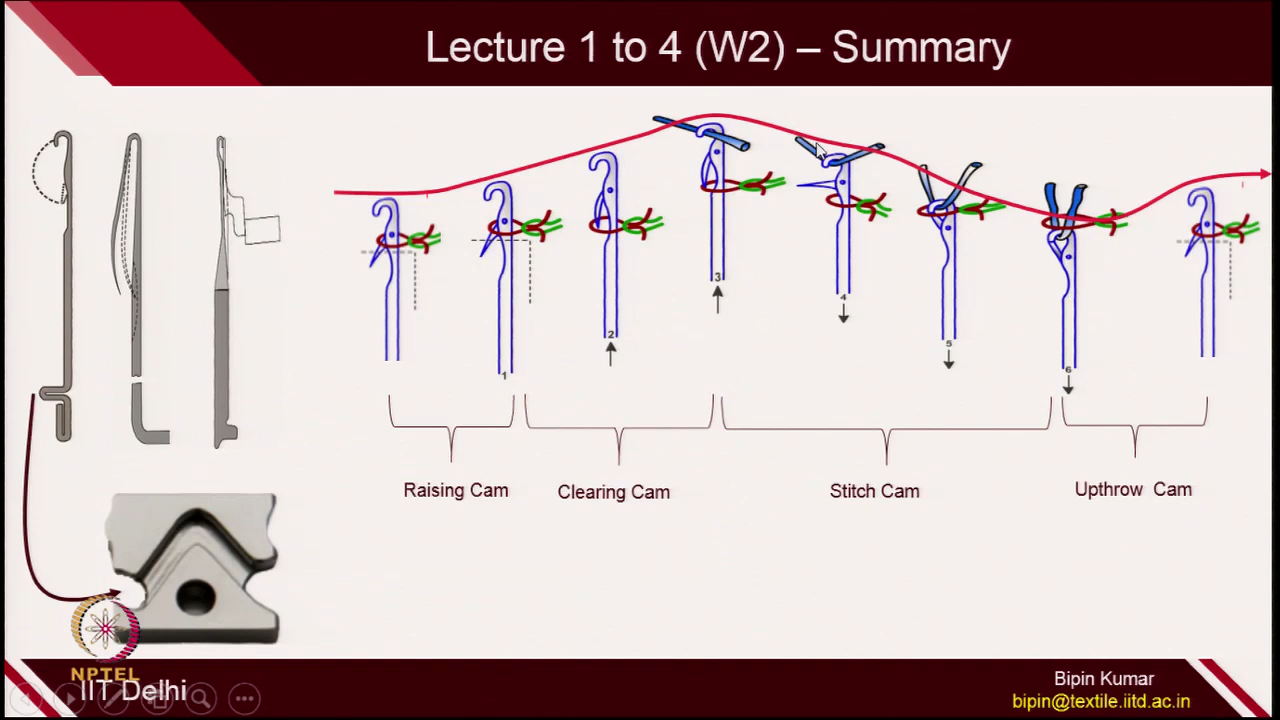 Lecture 1 to 4 (W2) – Summary
1
2
3
4
5
6
Raising Cam
Clearing Cam
Stitch Cam
Upthrow Cam
NPTEL
IIT Delhi
Bipin Kumar
bipin@textile.iitd.ac.in